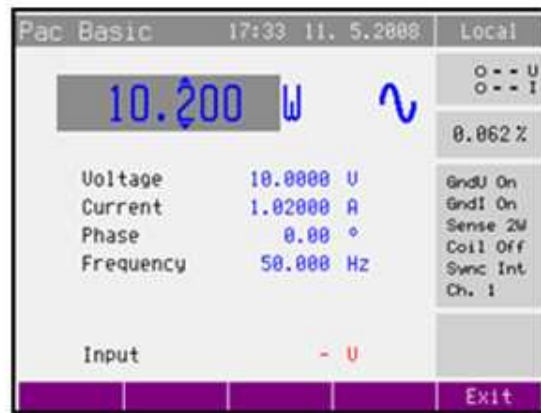 Pac Basic 17:33 11. 5.2008 Local
o - - U
o - - I
10.200 W
0.062 %
Voltage 10.0000 V
Current 1.02000 A
Phase 0.00 °
Frequency 50.000 Hz
GndU On
GndI On
Sense 2W
Coil Off
Sync Int
Ch. 1
Input - V
Exit